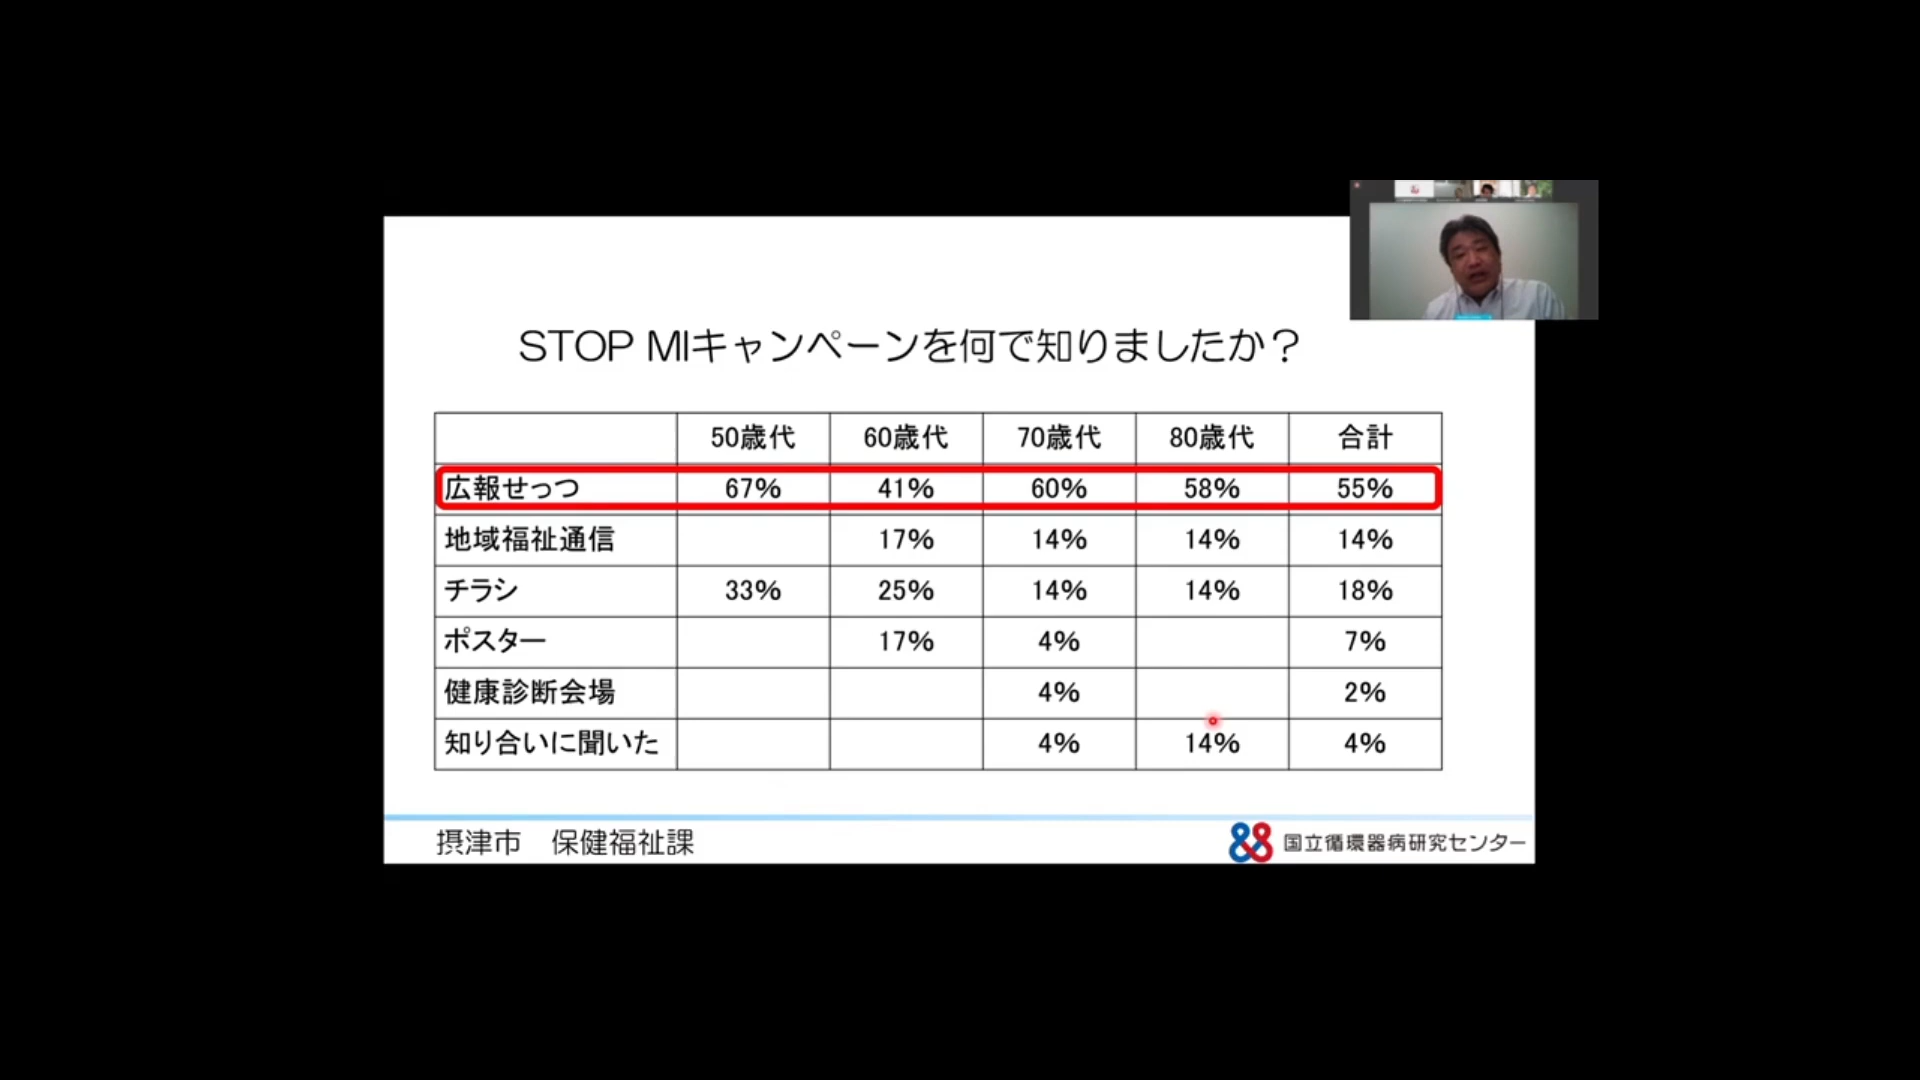 STOP MIキャンペーンを何で知りましたか？
50歳代 60歳代 70歳代 80歳代 合計
広報せっつ 67% 41% 60% 58% 55%
地域福祉通信 17% 14% 14% 14%
チラシ 33% 25% 14% 14% 18%
ポスター 17% 4% 7%
健康診断会場 4% 2%
知り合いに聞いた 4% 14% 4%
摂津市 保健福祉課
国立循環器病研究センター